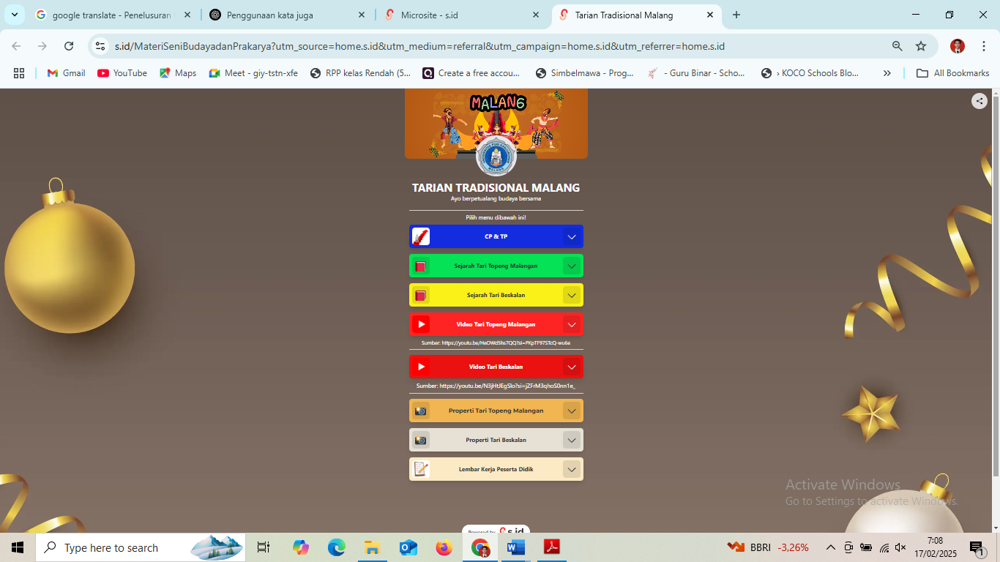 google translate - Penelusuran
Penggunaan kata juga
Microsite - s.id
Tarian Tradisional Malang
s.id/MateriSeniBudayadanPrakarya?utm_source=home.s.id&utm_medium=referral&utm_campaign=home.s.id&utm_referrer=home.s.id
Gmail
YouTube
Maps
Meet - giy-tstn-xfe
RPP kelas Rendah (5...
Create a free accou...
Simbelmawa - Prog...
- Guru Binar - Scho...
› KOCO Schools Blo...
All Bookmarks
MALANG
MALANG
TARIAN TRADISIONAL MALANG
Ayo berpetualang budaya bersama
Pilih menu dibawah ini!
CP & TP
Sejarah Tari Topeng Malangan
Sejarah Tari Beskalan
Video Tari Topeng Malangan
Sumber: https://youtu.be/HeOWdShs7QQ?si=PKpTF97STcQ-wu6e
Video Tari Beskalan
Sumber: https://youtu.be/N3jHtJEgSlo?si=jZFrM3qhoS0nn1e_
Properti Tari Topeng Malangan
Properti Tari Beskalan
Lembar Kerja Peserta Didik
Activate Windows
Go to Settings to activate Windows.
Powered by s.id
Type here to search
BBRI -3,26%
7:08
17/02/2025
1